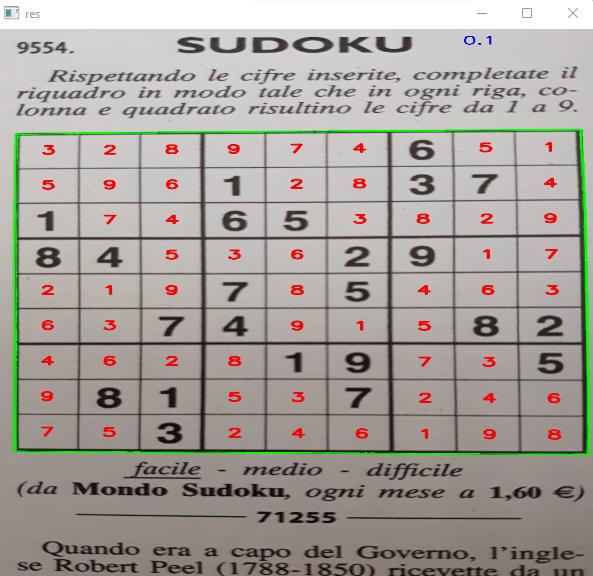 res
9554. SUDOKU 0.1
Rispettando le cifre inserite, completate il
riquadro in modo tale che in ogni riga, co-
lonna e quadrato risultino le cifre da 1 a 9.
3 2 8 9 7 4 6 5 1
5 9 6 1 2 8 3 7 4
1 7 4 6 5 3 8 2 9
8 4 5 3 6 2 9 1 7
2 1 9 7 8 5 4 6 3
6 3 7 4 9 1 5 8 2
4 6 2 8 1 9 7 3 5
9 8 1 5 3 7 2 4 6
7 5 3 2 4 6 1 9 8
facile - medio - difficile
(da Mondo Sudoku, ogni mese a 1,60 €)
71255
Quando era a capo del Governo, l'ingle-
se Robert Peel (1788-1850) ricevette da un